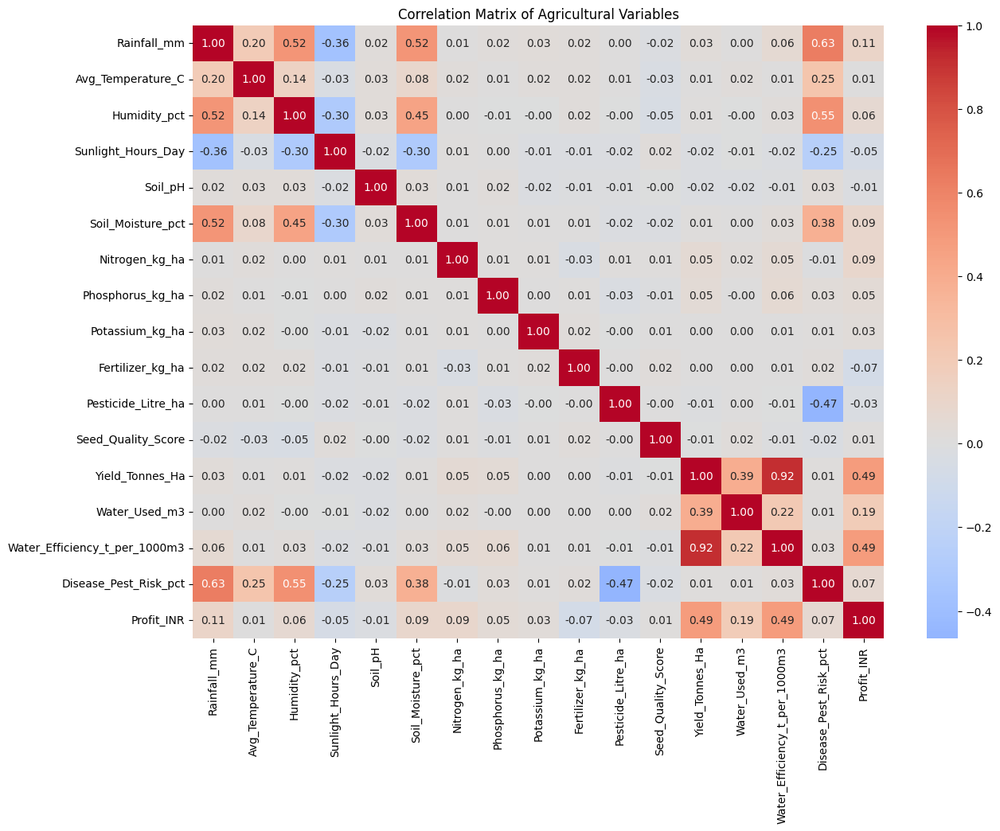 Correlation Matrix of Agricultural Variables
Rainfall_mm 1.00 0.20 0.52 -0.36 0.02 0.52 0.01 0.02 0.03 0.02 0.00 -0.02 0.03 0.00 0.06 0.63 0.11
Avg_Temperature_C 0.20 1.00 0.14 -0.03 0.03 0.08 0.02 0.01 0.02 0.02 0.01 -0.03 0.01 0.02 0.01 0.25 0.01
Humidity_pct 0.52 0.14 1.00 -0.30 0.03 0.45 0.00 -0.01 -0.00 0.02 -0.00 -0.05 0.01 -0.00 0.03 0.55 0.06
Sunlight_Hours_Day -0.36 -0.03 -0.30 1.00 -0.02 -0.30 0.01 0.00 -0.01 -0.01 -0.02 0.02 -0.02 -0.01 -0.02 -0.25 -0.05
Soil_pH 0.02 0.03 0.03 -0.02 1.00 0.03 0.01 0.02 -0.02 -0.01 -0.01 -0.00 -0.02 -0.02 -0.01 0.03 -0.01
Soil_Moisture_pct 0.52 0.08 0.45 -0.30 0.03 1.00 0.01 0.01 0.01 0.01 -0.02 -0.02 0.01 0.00 0.03 0.38 0.09
Nitrogen_kg_ha 0.01 0.02 0.00 0.01 0.01 0.01 1.00 0.01 0.01 -0.03 0.01 0.01 0.05 0.02 0.05 -0.01 0.09
Phosphorus_kg_ha 0.02 0.01 -0.01 0.00 0.02 0.01 0.01 1.00 0.00 0.01 -0.03 -0.01 0.05 -0.00 0.06 0.03 0.05
Potassium_kg_ha 0.03 0.02 -0.00 -0.01 -0.02 0.01 0.01 0.00 1.00 0.02 -0.00 0.01 0.00 0.00 0.01 0.01 0.03
Fertilizer_kg_ha 0.02 0.02 0.02 -0.01 -0.01 0.01 -0.03 0.01 0.02 1.00 -0.00 0.02 0.00 0.00 0.01 0.02 -0.07
Pesticide_Litre_ha 0.00 0.01 -0.00 -0.02 -0.01 -0.02 0.01 -0.03 -0.00 -0.00 1.00 -0.00 -0.01 0.00 -0.01 -0.47 -0.03
Seed_Quality_Score -0.02 -0.03 -0.05 0.02 -0.00 -0.02 0.01 -0.01 0.01 0.02 -0.00 1.00 -0.01 0.02 -0.01 -0.02 0.01
Yield_Tonnes_Ha 0.03 0.01 0.01 -0.02 -0.02 0.01 0.05 0.05 0.00 0.00 -0.01 -0.01 1.00 0.39 0.92 0.01 0.49
Water_Used_m3 0.00 0.02 -0.00 -0.01 -0.02 0.00 0.02 -0.00 0.00 0.00 0.00 0.02 0.39 1.00 0.22 0.01 0.19
Water_Efficiency_t_per_1000m3 0.06 0.01 0.03 -0.02 -0.01 0.03 0.05 0.06 0.01 0.01 -0.01 -0.01 0.92 0.22 1.00 0.03 0.49
Disease_Pest_Risk_pct 0.63 0.25 0.55 -0.25 0.03 0.38 -0.01 0.03 0.01 0.02 -0.47 -0.02 0.01 0.01 0.03 1.00 0.07
Profit_INR 0.11 0.01 0.06 -0.05 -0.01 0.09 0.09 0.05 0.03 -0.07 -0.03 0.01 0.49 0.19 0.49 0.07 1.00
Rainfall_mm
Avg_Temperature_C
Humidity_pct
Sunlight_Hours_Day
Soil_pH
Soil_Moisture_pct
Nitrogen_kg_ha
Phosphorus_kg_ha
Potassium_kg_ha
Fertilizer_kg_ha
Pesticide_Litre_ha
Seed_Quality_Score
Yield_Tonnes_Ha
Water_Used_m3
Water_Efficiency_t_per_1000m3
Disease_Pest_Risk_pct
Profit_INR
1.0
0.8
0.6
0.4
0.2
0.0
−0.2
−0.4